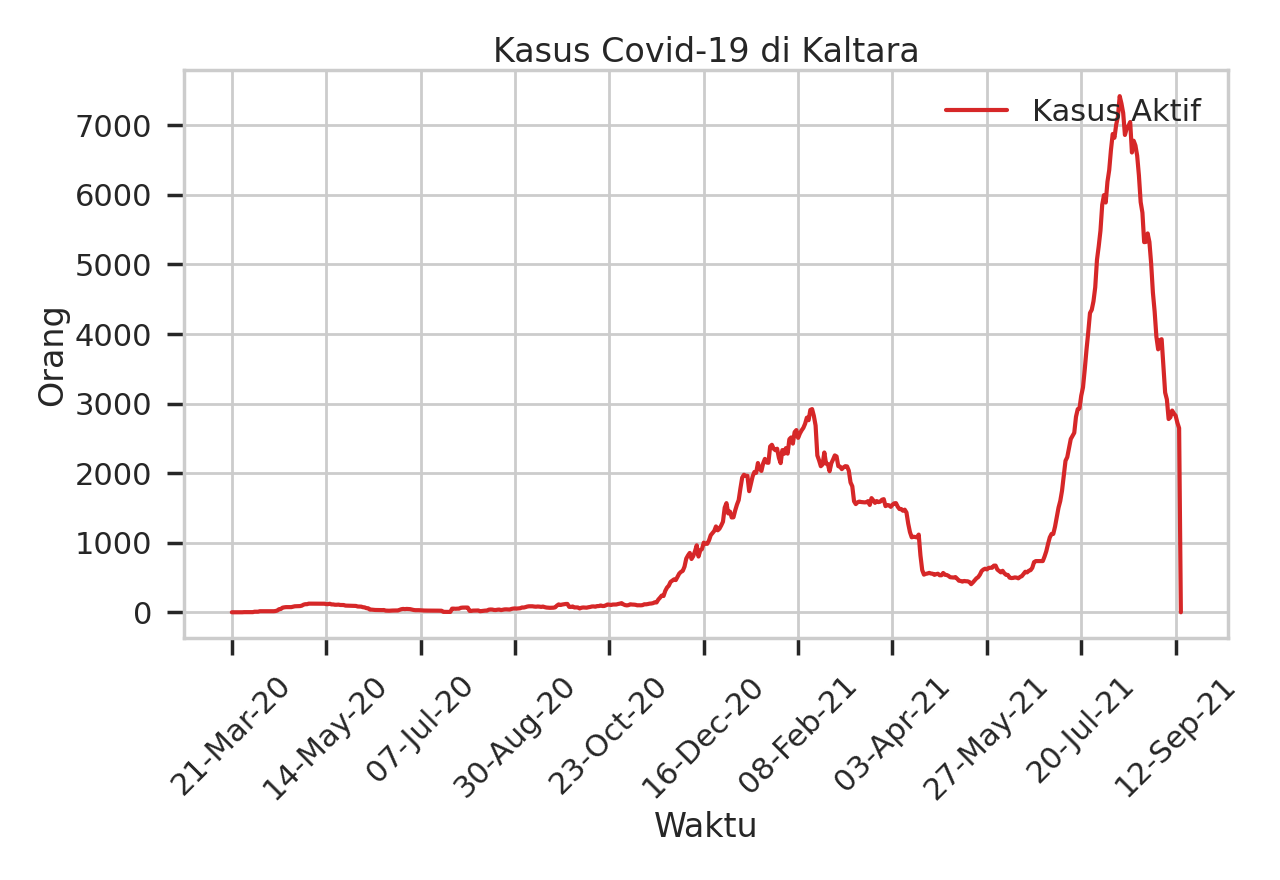 Kasus Covid-19 di Kaltara
Kasus Aktif
7000
6000
5000
4000
3000
2000
1000
0
Orang
21-Mar-20
14-May-20
07-Jul-20
30-Aug-20
23-Oct-20
16-Dec-20
08-Feb-21
03-Apr-21
27-May-21
20-Jul-21
12-Sep-21
Waktu